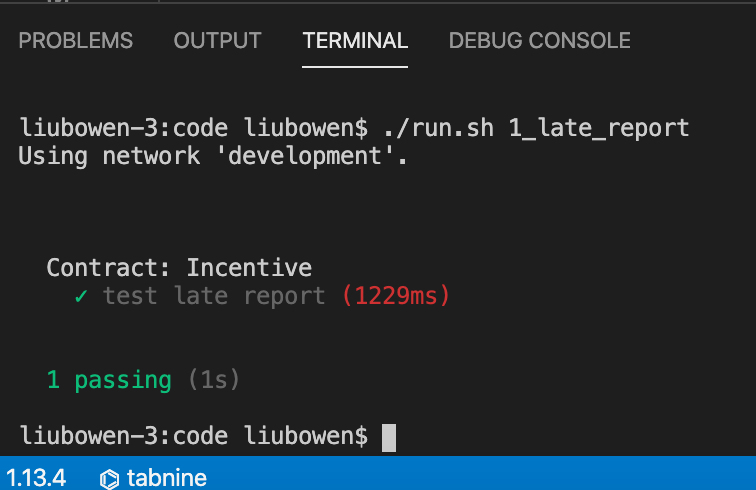 PROBLEMS OUTPUT TERMINAL DEBUG CONSOLE
liubowen-3:code liubowen$ ./run.sh 1_late_report
Using network 'development'.
Contract: Incentive
✓ test late report (1229ms)
1 passing (1s)
liubowen-3:code liubowen$
1.13.4 tabnine